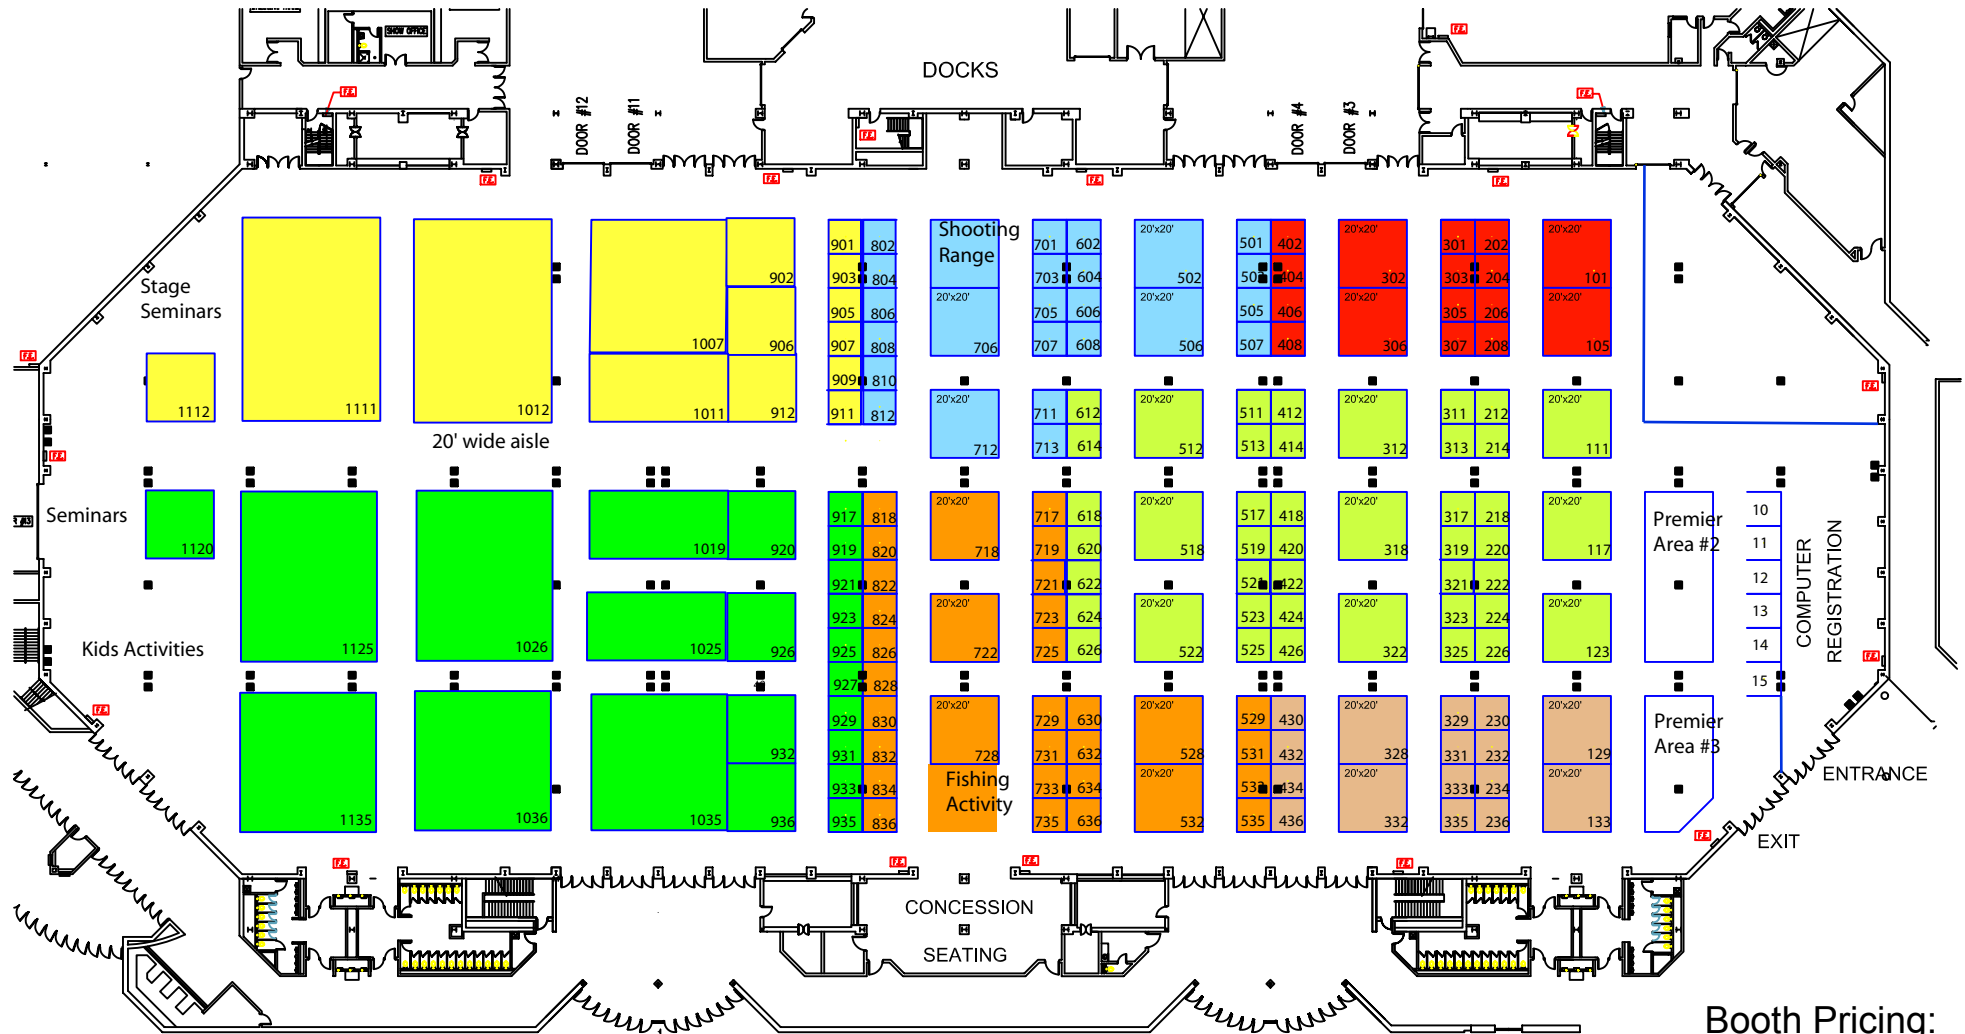 SHOW OFFICE
DOCKS
DOOR #12
DOOR #11
DOOR #4
DOOR #3
F.E.
F.E.
F.E.
F.E.
F.E.
F.E.
F.E.
F.E.
Stage
Seminars
Shooting
Range
20'x20'
20'x20'
20'x20'
20'x20'
901 802
701 602
501 402
301 202
902
903 804
703 604
502
503 404
302
303 204
101
20'x20'
20'x20'
20'x20'
20'x20'
905 806
705 606
505 406
305 206
1007
906
907 808
706
707 608
506
507 408
306
307 208
105
F.E.
F.E.
909 810
20'x20'
20'x20'
20'x20'
20'x20'
1112
1111
1012
1011
912
911 812
711 612
511 412
311 212
20' wide aisle
712
713 614
512
513 414
312
313 214
111
F.E.
Seminars
20'x20'
20'x20'
20'x20'
20'x20'
917 818
717 618
517 418
317 218
Premier
Area #2
10
11
1120
1019
920
919 820
718
719 620
518
519 420
318
319 220
117
921 822
721 622
521 422
321 222
12
COMPUTER
REGISTRATION
20'x20'
20'x20'
20'x20'
20'x20'
923 824
723 624
523 424
323 224
13
Kids Activities
1125
1026
1025
926
925 826
722
725 626
522
525 426
322
325 226
123
14
F.E.
927 828
15
F.E.
20'x20'
20'x20'
20'x20'
20'x20'
929 830
729 630
529 430
329 230
Premier
Area #3
932
931 832
728
731 632
528
531 432
328
331 232
129
Fishing
Activity
20'x20'
20'x20'
20'x20'
933 834
733 634
533 434
333 234
ENTRANCE
1135
1036
1035
936
935 836
735 636
532
535 436
332
335 236
133
F.E.
EXIT
F.E.
F.E.
F.E.
F.E.
CONCESSION
SEATING
Booth Pricing: